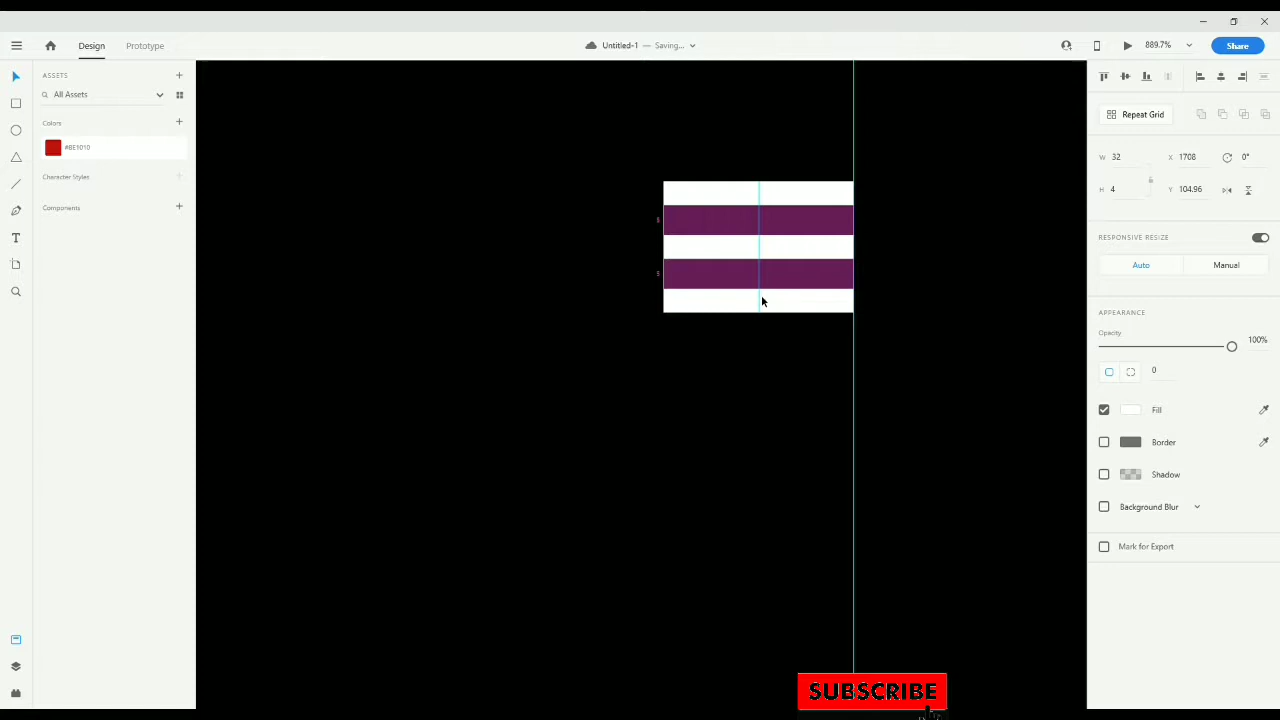 Design
Prototype
Untitled-1 — Saving...
889.7%
Share
ASSETS
All Assets
Colors
#BE1010
Character Styles
Components
Repeat Grid
W 32
X 1708
0°
H 4
Y 104.96
RESPONSIVE RESIZE
Auto
Manual
APPEARANCE
Opacity
100%
0
Fill
Border
Shadow
Background Blur
Mark for Export
SUBSCRIBE